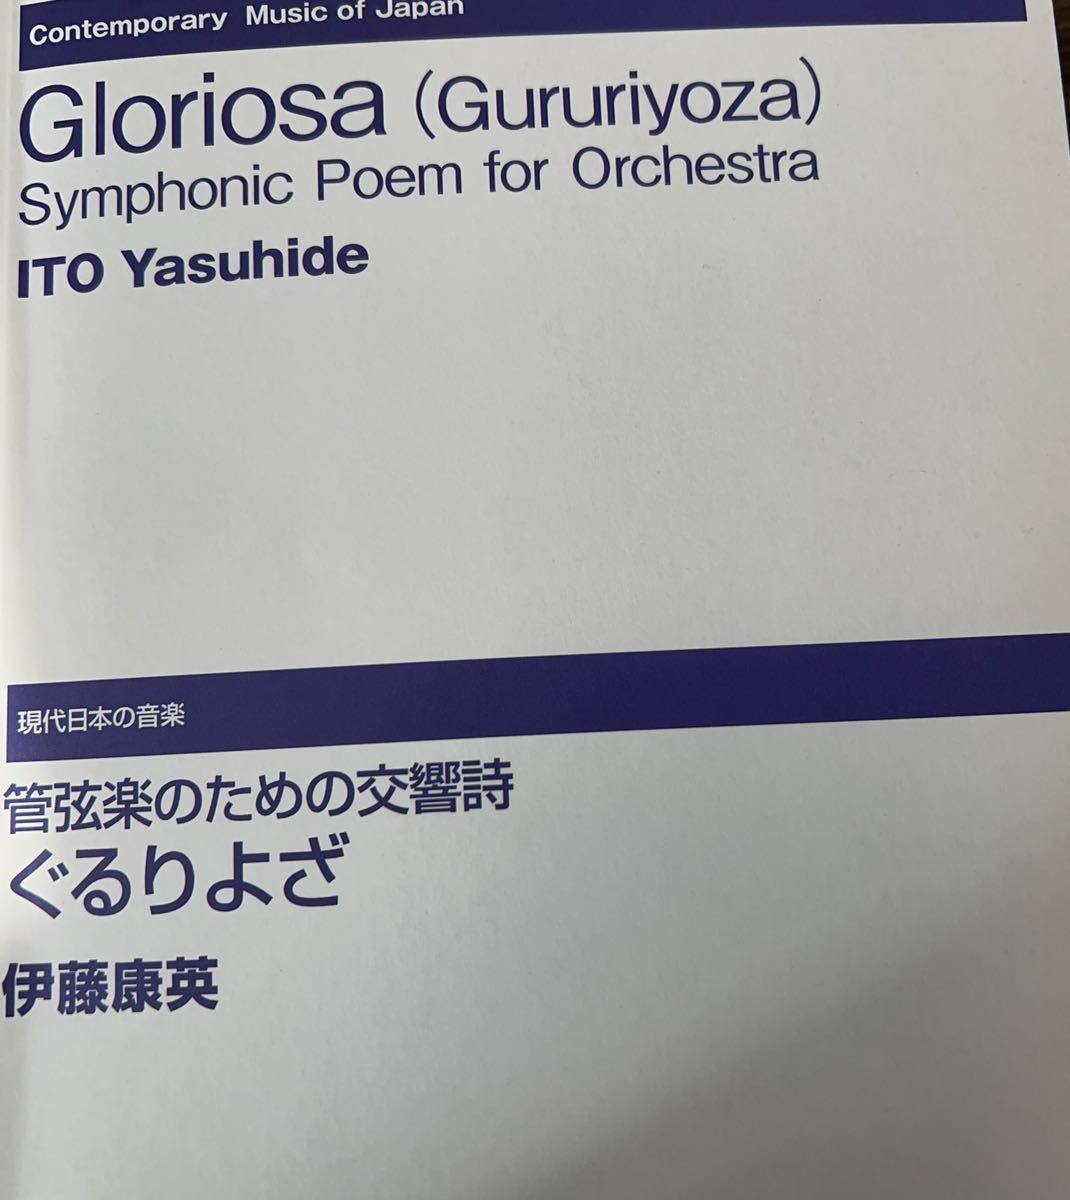 Contemporary Music of Japan
Gloriosa (Gururiyoza)
Symphonic Poem for Orchestra
ITO Yasuhide
現代日本の音楽
管弦楽のための交響詩
ぐるりよざ
伊藤康英